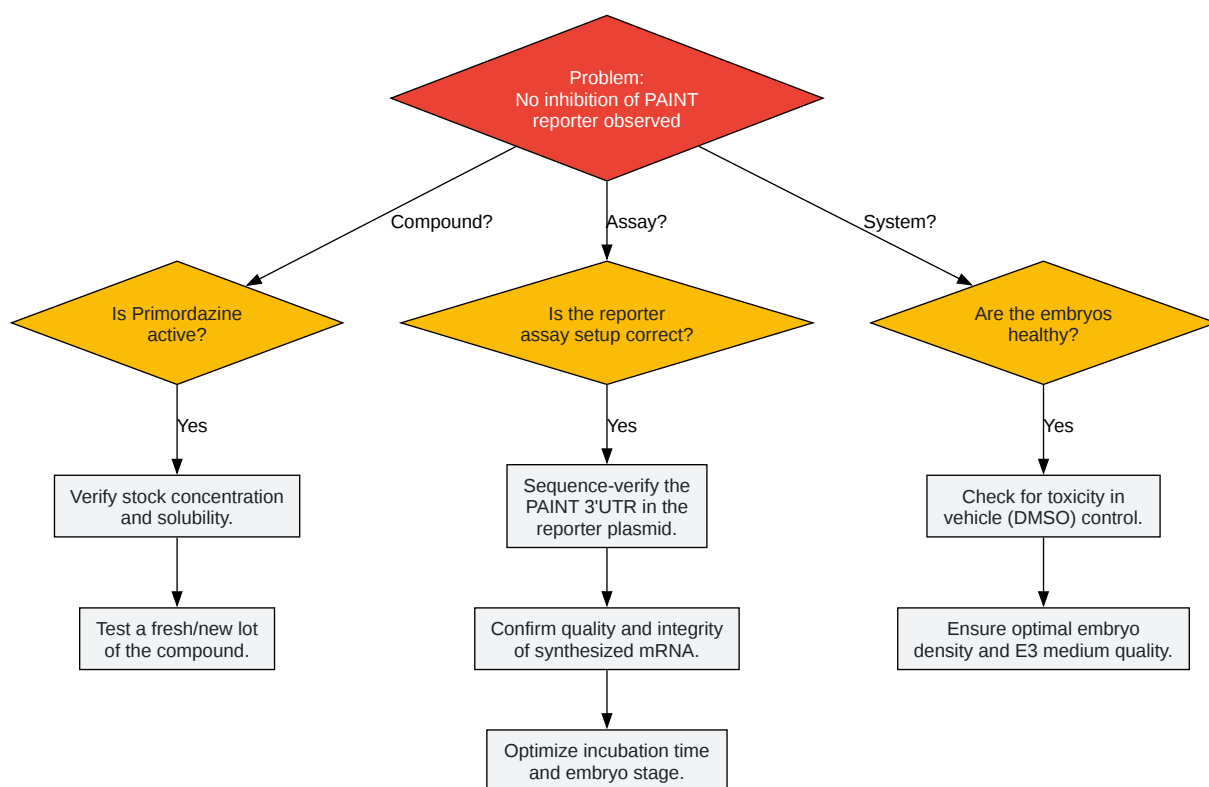 Problem:
No inhibition of PAINT
reporter observed
Compound?
Assay?
System?
Is Primordazine
active?
Is the reporter
assay setup correct?
Are the embryos
healthy?
Yes
Yes
Yes
Verify stock concentration
and solubility.
Sequence-verify the
PAINT 3'UTR in the
reporter plasmid.
Check for toxicity in
vehicle (DMSO) control.
Test a fresh/new lot
of the compound.
Confirm quality and integrity
of synthesized mRNA.
Ensure optimal embryo
density and E3 medium quality.
Optimize incubation time
and embryo stage.